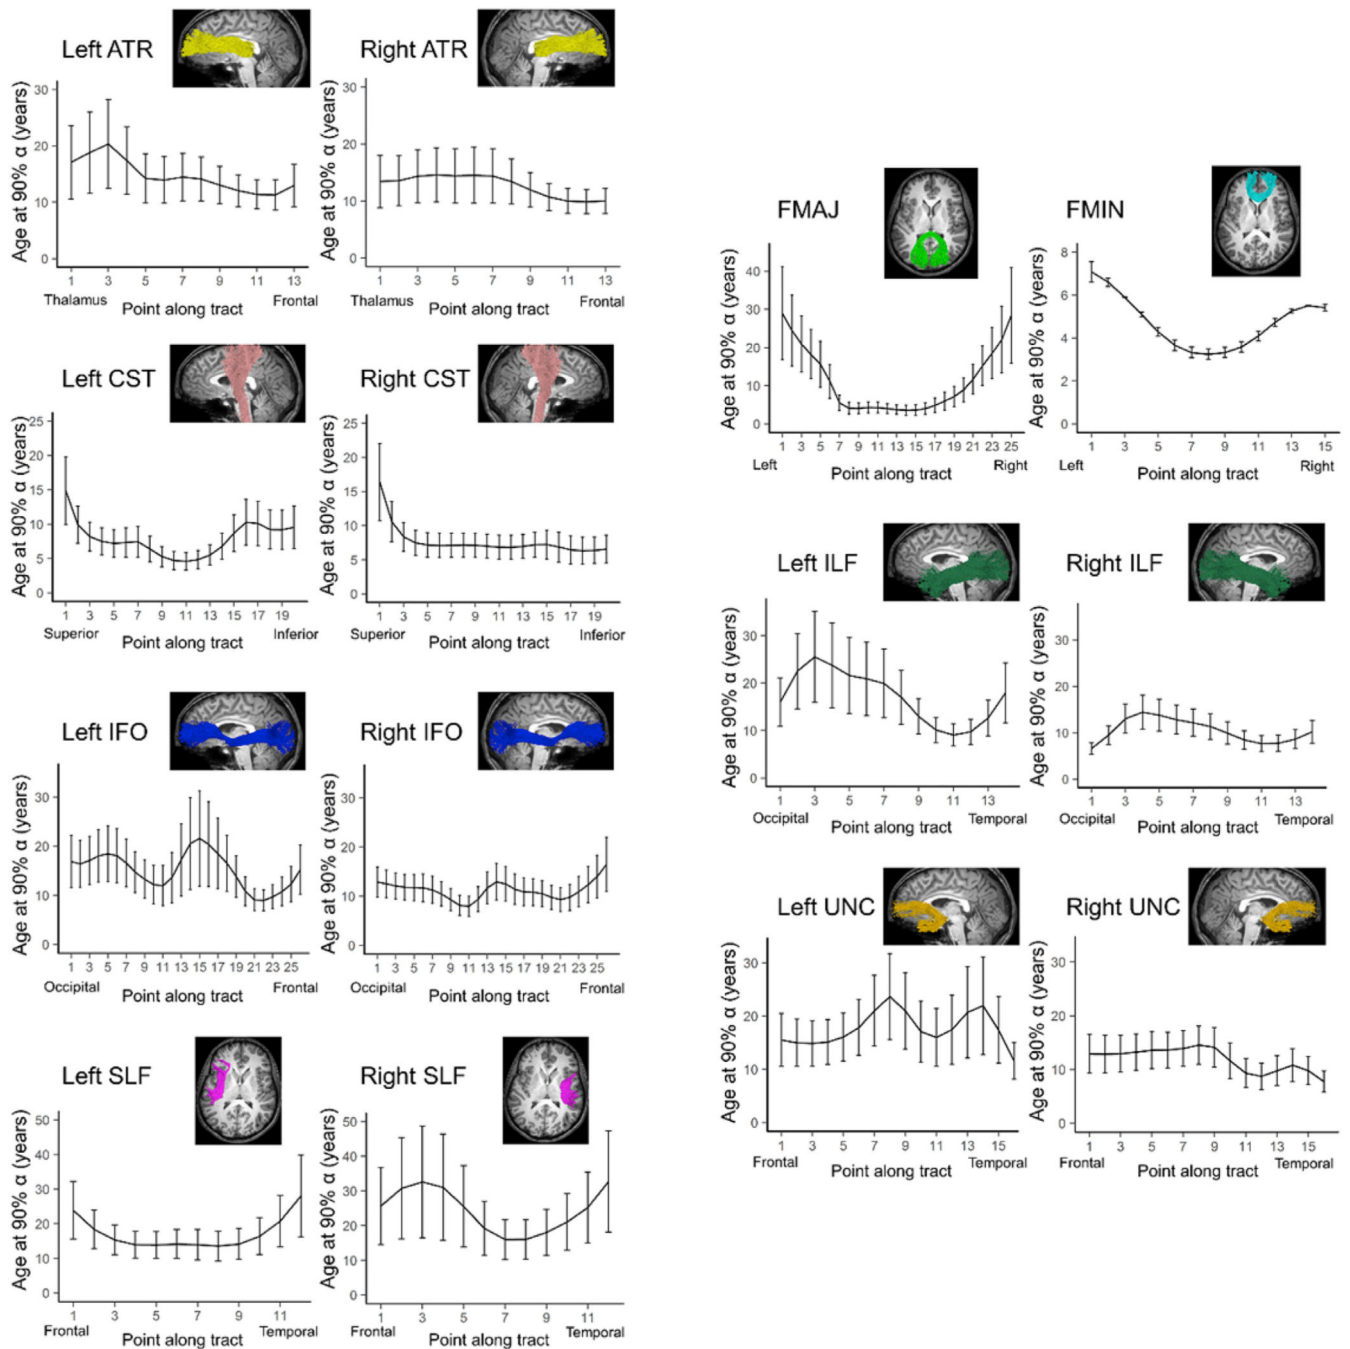 Left ATR
Age at 90% α (years)
30
20
10
0
1 3 5 7 9 11 13
Thalamus Point along tract Frontal
Right ATR
Age at 90% α (years)
30
20
10
0
1 3 5 7 9 11 13
Thalamus Point along tract Frontal
Left CST
Age at 90% α (years)
25
20
15
10
5
0
1 3 5 7 9 11 13 15 17 19
Superior Point along tract Inferior
Right CST
Age at 90% α (years)
25
20
15
10
5
0
1 3 5 7 9 11 13 15 17 19
Superior Point along tract Inferior
Left IFO
Age at 90% α (years)
30
20
10
0
1 3 5 7 9 11 13 15 17 19 21 23 25
Occipital Point along tract Frontal
Right IFO
Age at 90% α (years)
30
20
10
0
1 3 5 7 9 11 13 15 17 19 21 23 25
Occipital Point along tract Frontal
Left SLF
Age at 90% α (years)
50
40
30
20
10
0
1 3 5 7 9 11
Frontal Point along tract Temporal
Right SLF
Age at 90% α (years)
50
40
30
20
10
0
1 3 5 7 9 11
Frontal Point along tract Temporal
FMAJ
Age at 90% α (years)
40
30
20
10
0
1 3 5 7 9 11 13 15 17 19 21 23 25
Left Point along tract Right
FMIN
Age at 90% α (years)
8
6
4
2
0
1 3 5 7 9 11 13 15
Left Point along tract Right
Left ILF
Age at 90% α (years)
30
20
10
0
1 3 5 7 9 11 13
Occipital Point along tract Temporal
Right ILF
Age at 90% α (years)
30
20
10
0
1 3 5 7 9 11 13
Occipital Point along tract Temporal
Left UNC
Age at 90% α (years)
30
20
10
0
1 3 5 7 9 11 13 15
Frontal Point along tract Temporal
Right UNC
Age at 90% α (years)
30
20
10
0
1 3 5 7 9 11 13 15
Frontal Point along tract Temporal